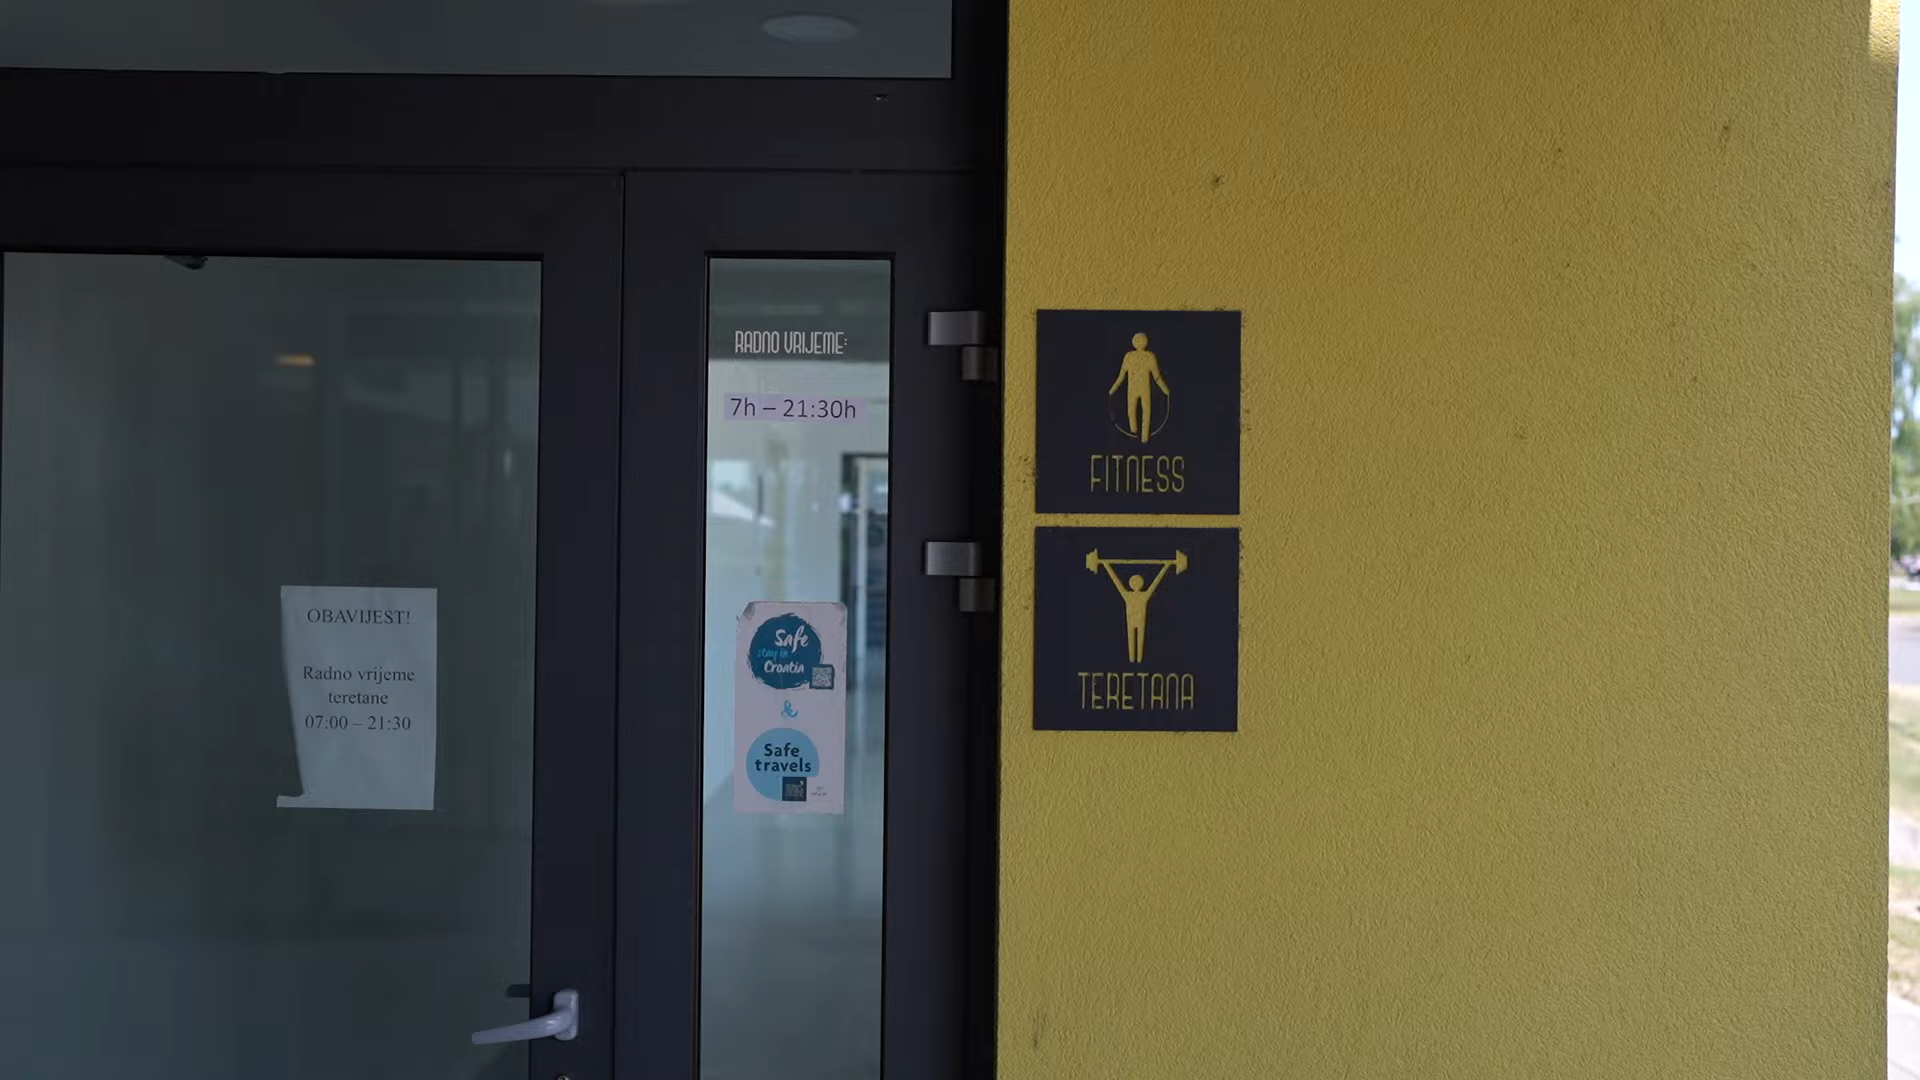 OBAVIJEST!
Radno vrijeme
teretane
07:00 – 21:30
RADNO VRIJEME:
7h – 21:30h
Safe
stay in
Croatia
&
Safe
travels
FITNESS
TERETANA